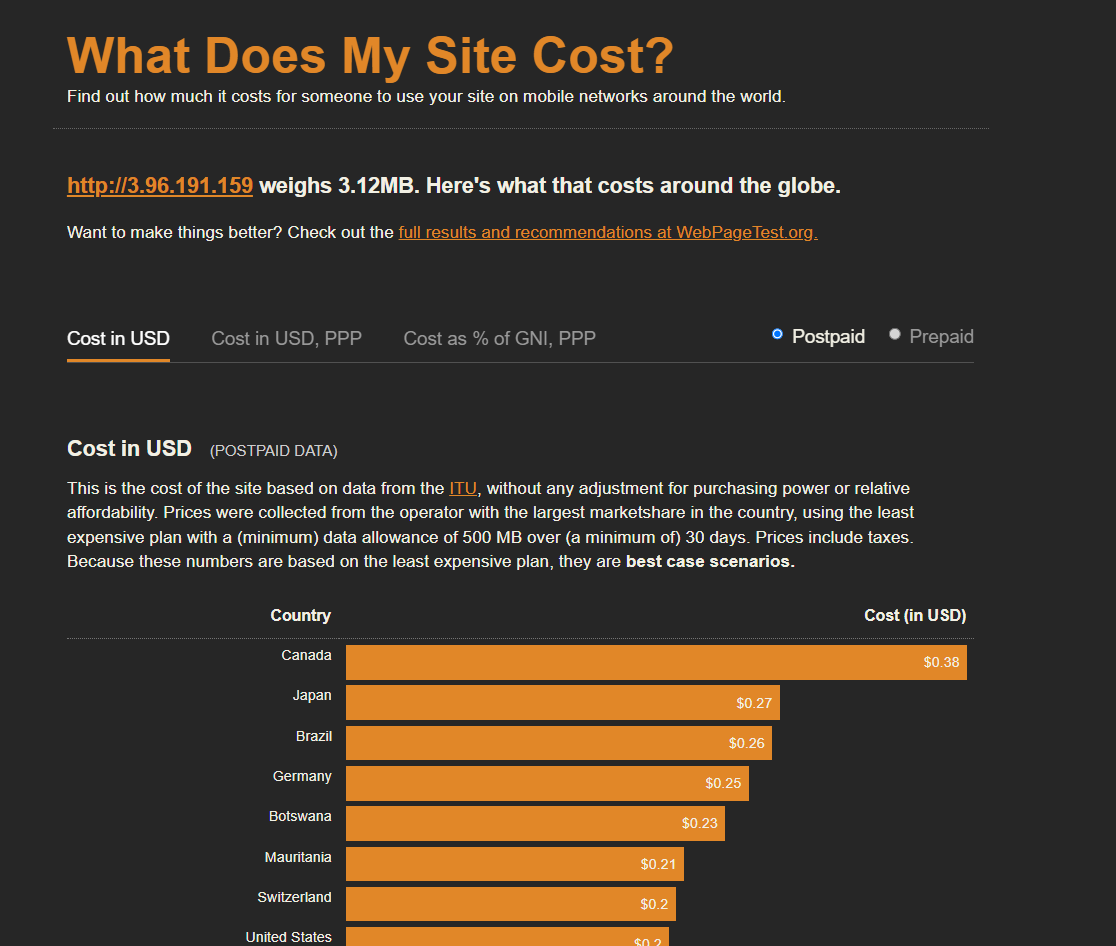 What Does My Site Cost?
Find out how much it costs for someone to use your site on mobile networks around the world.
http://3.96.191.159 weighs 3.12MB. Here's what that costs around the globe.
Want to make things better? Check out the full results and recommendations at WebPageTest.org.
Cost in USD Cost in USD, PPP Cost as % of GNI, PPP Postpaid Prepaid
Cost in USD (POSTPAID DATA)
This is the cost of the site based on data from the ITU, without any adjustment for purchasing power or relative
affordability. Prices were collected from the operator with the largest marketshare in the country, using the least
expensive plan with a (minimum) data allowance of 500 MB over (a minimum of) 30 days. Prices include taxes.
Because these numbers are based on the least expensive plan, they are best case scenarios.
Country Cost (in USD)
Canada $0.38
Japan $0.27
Brazil $0.26
Germany $0.25
Botswana $0.23
Mauritania $0.21
Switzerland $0.2
United States $0.2